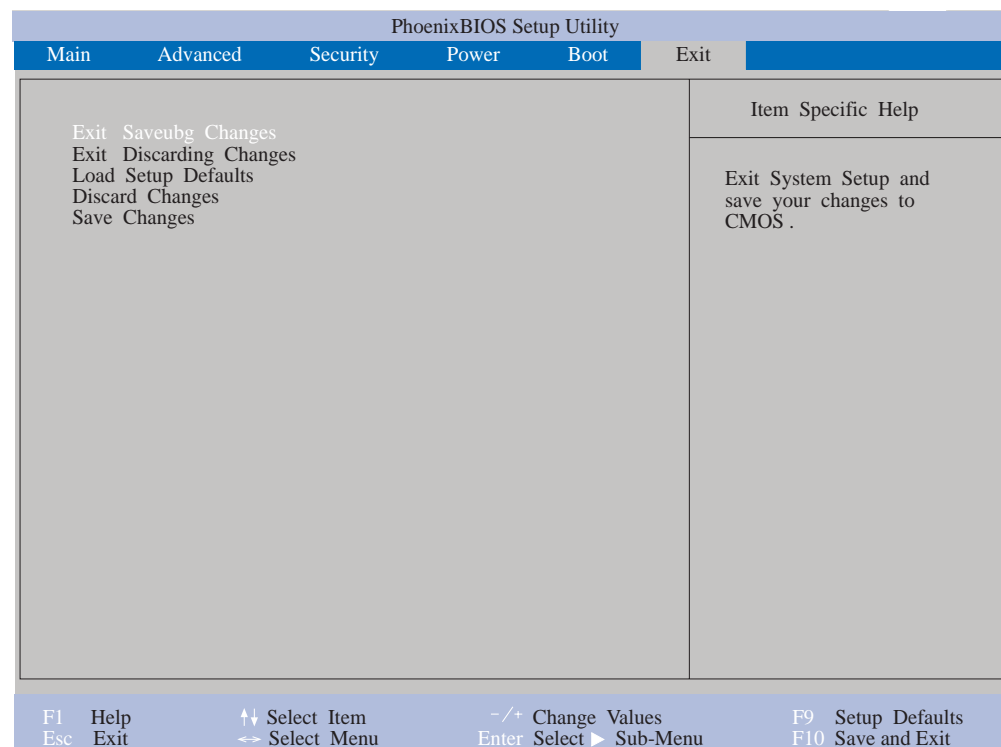 PhoenixBIOS Setup Utility
Main Advanced Security Power Boot Exit
Exit Saveubg Changes
Exit Discarding Changes
Load Setup Defaults
Discard Changes
Save Changes
Item Specific Help
Exit System Setup and
save your changes to
CMOS .
F1 Help ↑↓ Select Item -/+ Change Values F9 Setup Defaults
Esc Exit ↔ Select Menu Enter Select ▶ Sub-Menu F10 Save and Exit